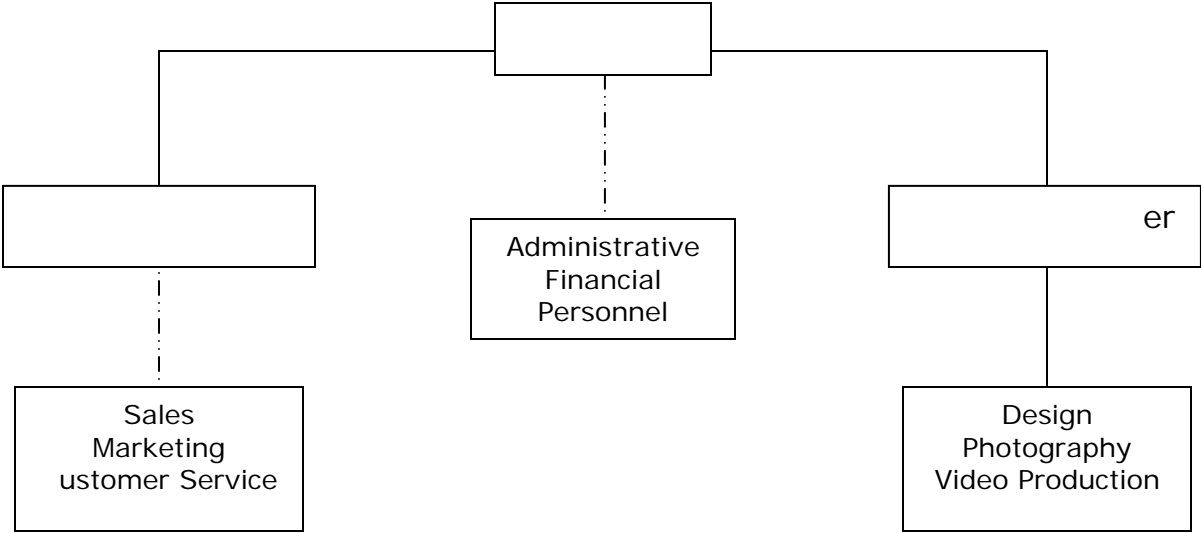 er
Administrative
Financial
Personnel
Sales
Marketing
ustomer Service
Design
Photography
Video Production